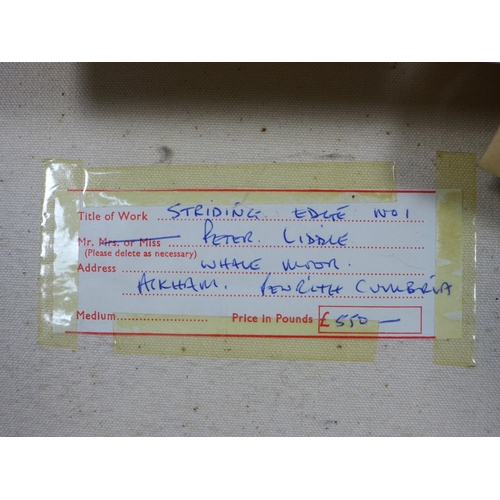 Title of Work STRIDING EDGE NO1
Mr. Mrs. or Miss PETER. LIDDLE
(Please delete as necessary)
Address WHALE MOOR.
ASKHAM. PENRITH CUMBRIA
Medium
Price in Pounds £550—